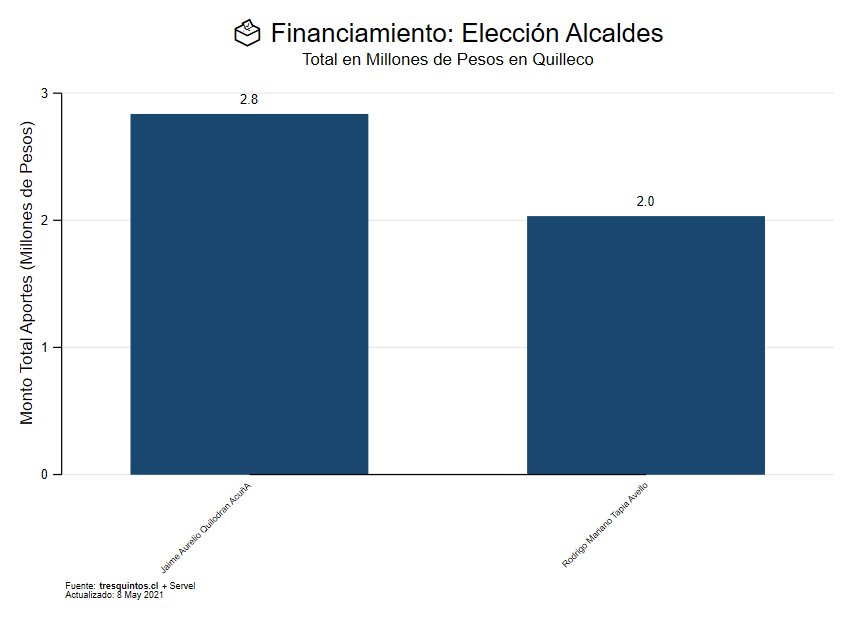 Financiamiento: Elección Alcaldes
Total en Millones de Pesos en Quilleco
Monto Total Aportes (Millones de Pesos)
3
2
1
0
2.8
2.0
Jaime Aurelio Quilodran AcuñA
Rodrigo Mariano Tapia Avello
Fuente: tresquintos.cl + Servel
Actualizado: 8 May 2021